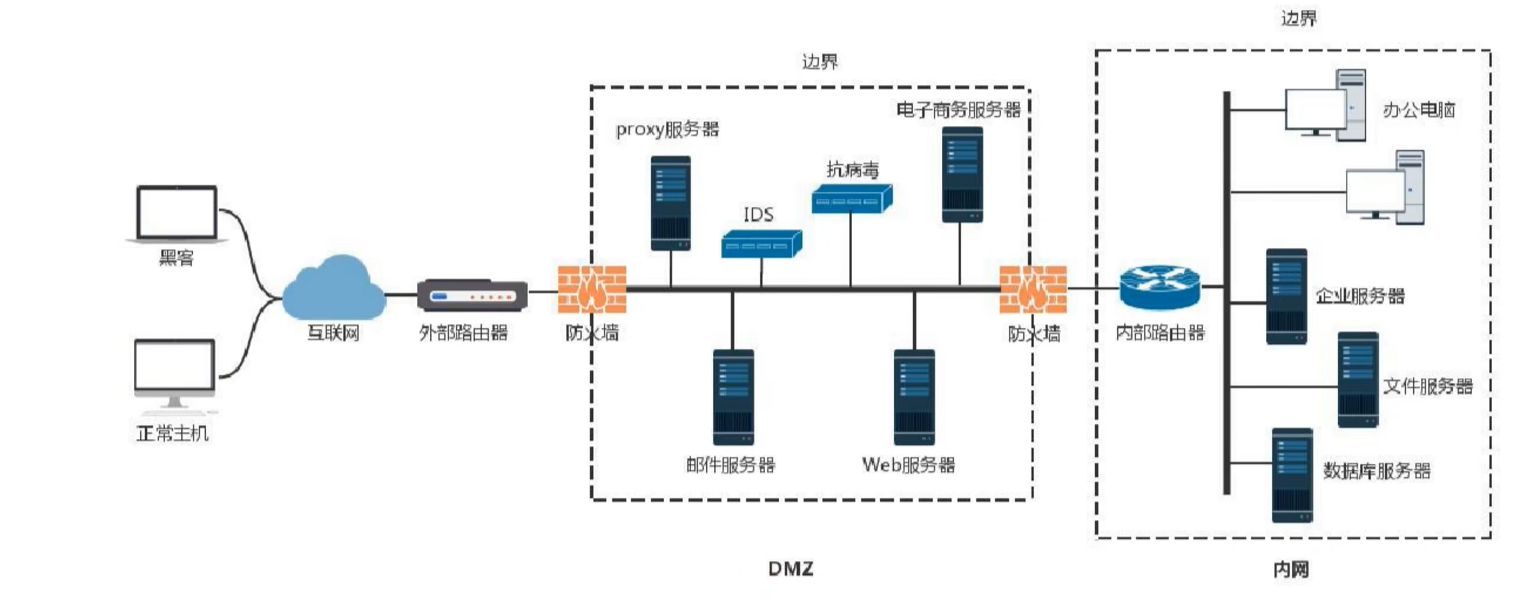 边界
边界
电子商务服务器
办公电脑
proxy服务器
抗病毒
IDS
黑客
企业服务器
互联网
外部路由器
防火墙
防火墙
内部路由器
文件服务器
正常主机
邮件服务器
Web服务器
数据库服务器
DMZ
内网